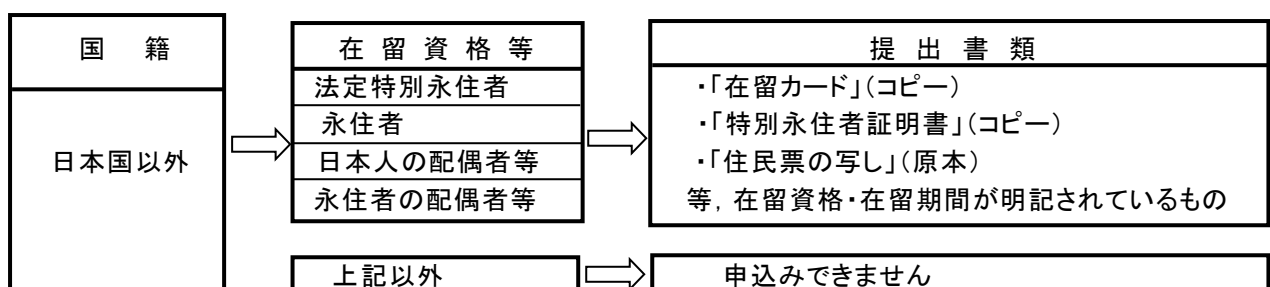 国 籍
在 留 資 格 等
提 出 書 類
日本国以外
法定特別永住者
永住者
日本人の配偶者等
永住者の配偶者等
・「在留カード」（コピー）
・「特別永住者証明書」（コピー）
・「住民票の写し」（原本）
等，在留資格・在留期間が明記されているもの
上記以外
申込みできません